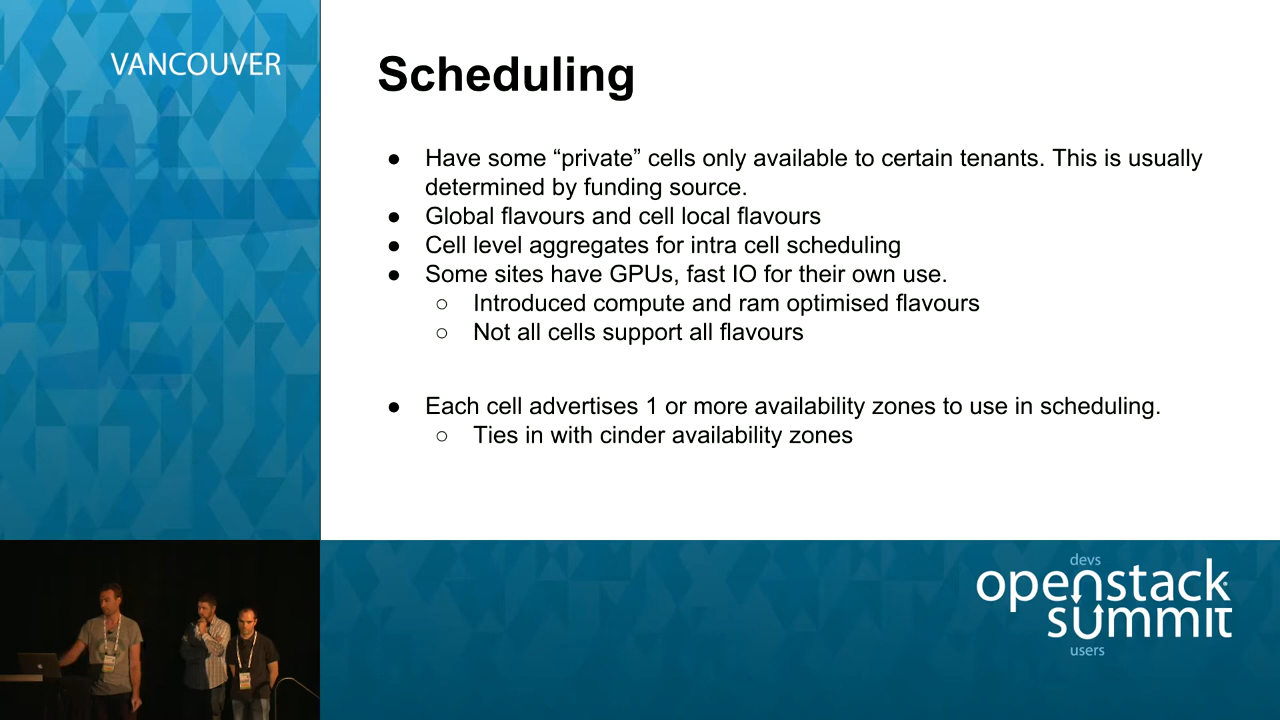 VANCOUVER
Scheduling
● Have some “private” cells only available to certain tenants. This is usually
determined by funding source.
● Global flavours and cell local flavours
● Cell level aggregates for intra cell scheduling
● Some sites have GPUs, fast IO for their own use.
○ Introduced compute and ram optimised flavours
○ Not all cells support all flavours
● Each cell advertises 1 or more availability zones to use in scheduling.
○ Ties in with cinder availability zones
devs
openstack
summit
users